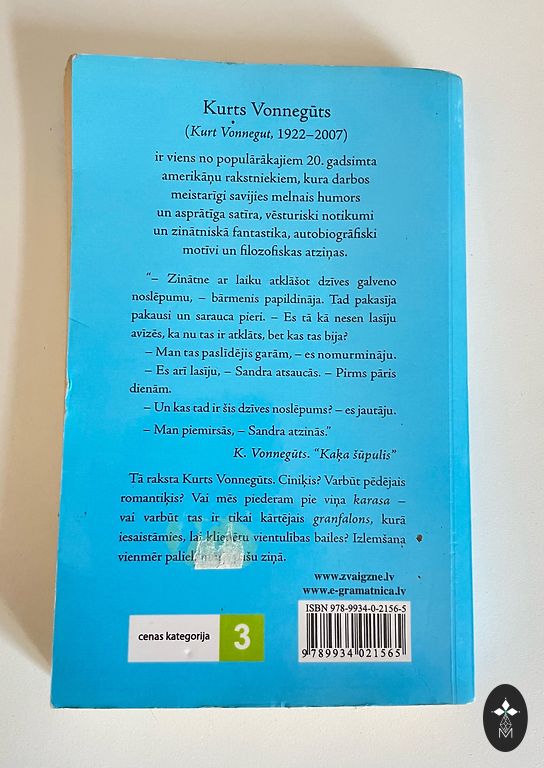 Kurts Vonnegūts
(Kurt Vonnegut, 1922–2007)
ir viens no populārākajiem 20. gadsimta
amerikāņu rakstniekiem, kura darbos
meistarīgi savijies melnais humors
un asprātīga satīra, vēsturiski notikumi
un zinātniskā fantastika, autobiogrāfiski
motīvi un filozofiskas atziņas.
“– Zinātne ar laiku atklāšot dzīves galveno
noslēpumu, – bārmenis papildināja. Tad pakasīja
pakausi un sarauca pieri. – Es tā kā nesen lasīju
avīzēs, ka nu tas ir atklāts, bet kas tas bija?
– Man tas paslīdējis garām, – es nomurmināju.
– Es arī lasīju, – Sandra atsaucās. – Pirms pāris
dienām.
– Un kas tad ir šis dzīves noslēpums? – es jautāju.
– Man piemirsās, – Sandra atzinās.”
K. Vonnegūts. “Kaķa šūpulis”
Tā raksta Kurts Vonnegūts. Ciniķis? Varbūt pēdējais
romantiķis? Vai mēs piederam pie viņa karasa –
vai varbūt tas ir tikai kārtējais granfalons, kurā
iesaistāmies, lai kliedētu vientulības bailes? Izlemšana
vienmēr ziņā.
www.zvaigzne.lv
www.e-gramatnica.lv
ISBN 978-9934-0-2156-5
9 789934 021565
cenas kategorija 3
M